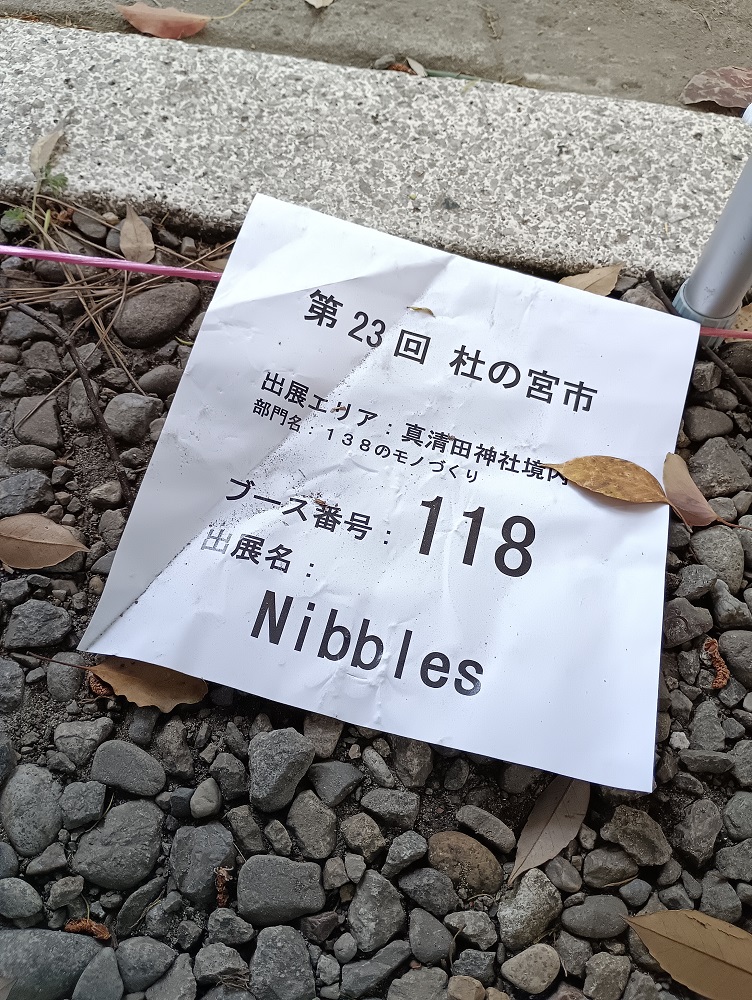 第23回 杜の宮市
出展エリア：真清田神社境内
部門名：１３８のモノづくり
ブース番号：118
出展名：
Nibbles